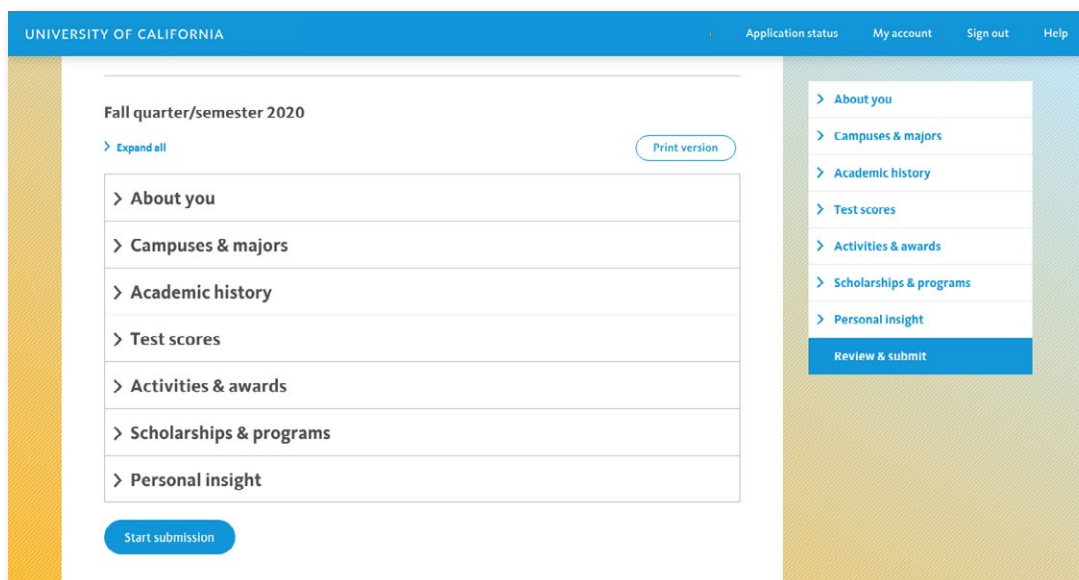 UNIVERSITY OF CALIFORNIA
Application status My account Sign out Help
Fall quarter/semester 2020
Expand all
Print version
About you
Campuses & majors
Academic history
Test scores
Activities & awards
Scholarships & programs
Personal insight
Start submission
About you
Campuses & majors
Academic history
Test scores
Activities & awards
Scholarships & programs
Personal insight
Review & submit